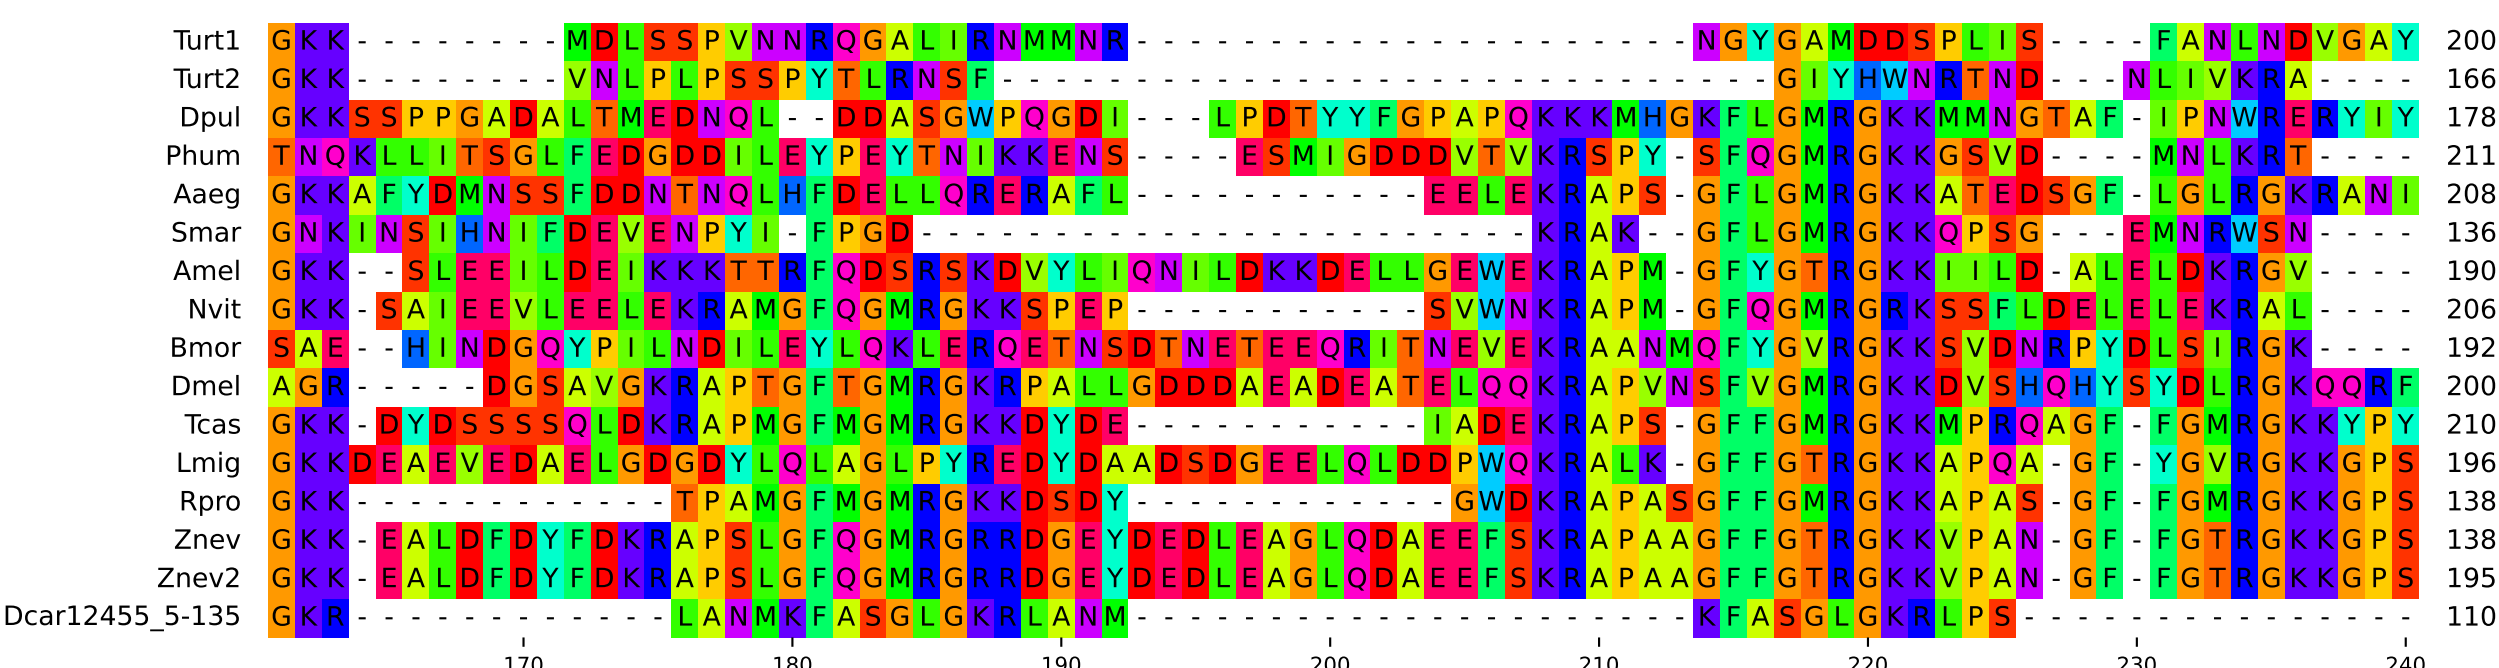 Turt1 GKK--------MDLSSPVNNRQGALIRNMMNR---------------------NGYGAMDDSPLIS----FANLNDVGAY 200
Turt2 GKK--------VNLPLPSSPYTLRNSF-----------------------------GIYHWNRTND---NLIVKRA---- 166
Dpul GKKSSPPGADALTMEDNQL--DDASGWPQGDI---LPDTYYFGPAPQKKKMHGKFLGMRGKKMMNGTAF-IPNWRERYIY 178
Phum TNQKLLITSGLFEDGDDILEYPEYTNIKKENS----ESMIGDDDVTVKRSPY-SFQGMRGKKGSVD----MNLKRT---- 211
Aaeg GKKAFYDMNSSFDDNTNQLHFDELLQRERAFL-----------EELEKRAPS-GFLGMRGKKATEDSGF-LGLRGKRANI 208
Smar GNKINSIHNIFDEVENPYI-FPGD-----------------------KRAK--GFLGMRGKKQPSG---EMNRWSN---- 136
Amel GKK--SLEEILDEIKKKTTRFQDSRSKDVYLIQNILDKKDELLGEWEKRAPM-GFYGTRGKKIILD-ALELDKRGV---- 190
Nvit GKK-SAIEEVLEELEKRAMGFQGMRGKKSPEP-----------SVWNKRAPM-GFQGMRGRKSSFLDELELEKRAL---- 206
Bmor SAE--HINDGQYPILNDILEYLQKLERQETNSDTNETEEQRITNEVEKRAANMQFYGVRGKKSVDNRPYDLSIRGK---- 192
Dmel AGR-----DGSAVGKRAPTGFTGMRGKRPALLGDDDAEADEATELQQKRAPVNSFVGMRGKKDVSHQHYSYDLRGKQQRF 200
Tcas GKK-DYDSSSSQLDKRAPMGFMGMRGKKDYDE-----------IADEKRAPS-GFFGMRGKKMPRQAGF-FGMRGKKYPY 210
Lmig GKKDEAEVEDAELGDGDYLQLAGLPYREDYDAADSDGEELQLDDPWQKRALK-GFFGTRGKKAPQA-GF-YGVRGKKGPS 196
Rpro GKK------------TPAMGFMGMRGKKDSDY------------GWDKRAPASGFFGMRGKKAPAS-GF-FGMRGKKGPS 138
Znev GKK-EALDFDYFDKRAPSLGFQGMRGRRDGEYDEDLEAGLQDAEEFSKRAPAAGFFGTRGKKVPAN-GF-FGTRGKKGPS 138
Znev2 GKK-EALDFDYFDKRAPSLGFQGMRGRRDGEYDEDLEAGLQDAEEFSKRAPAAGFFGTRGKKVPAN-GF-FGTRGKKGPS 195
Dcar12455_5-135 GKR------------LANMKFASGLGKRLANM---------------------KFASGLGKRLPS--------------- 110
170 180 190 200 210 220 230 240